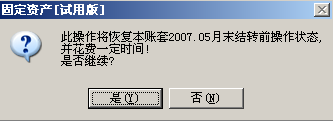 固定资产[试用版]
此操作将恢复本账套2007.05月末结转前操作状态,
并花费一定时间!
是否继续?
是(Y)
否(N)